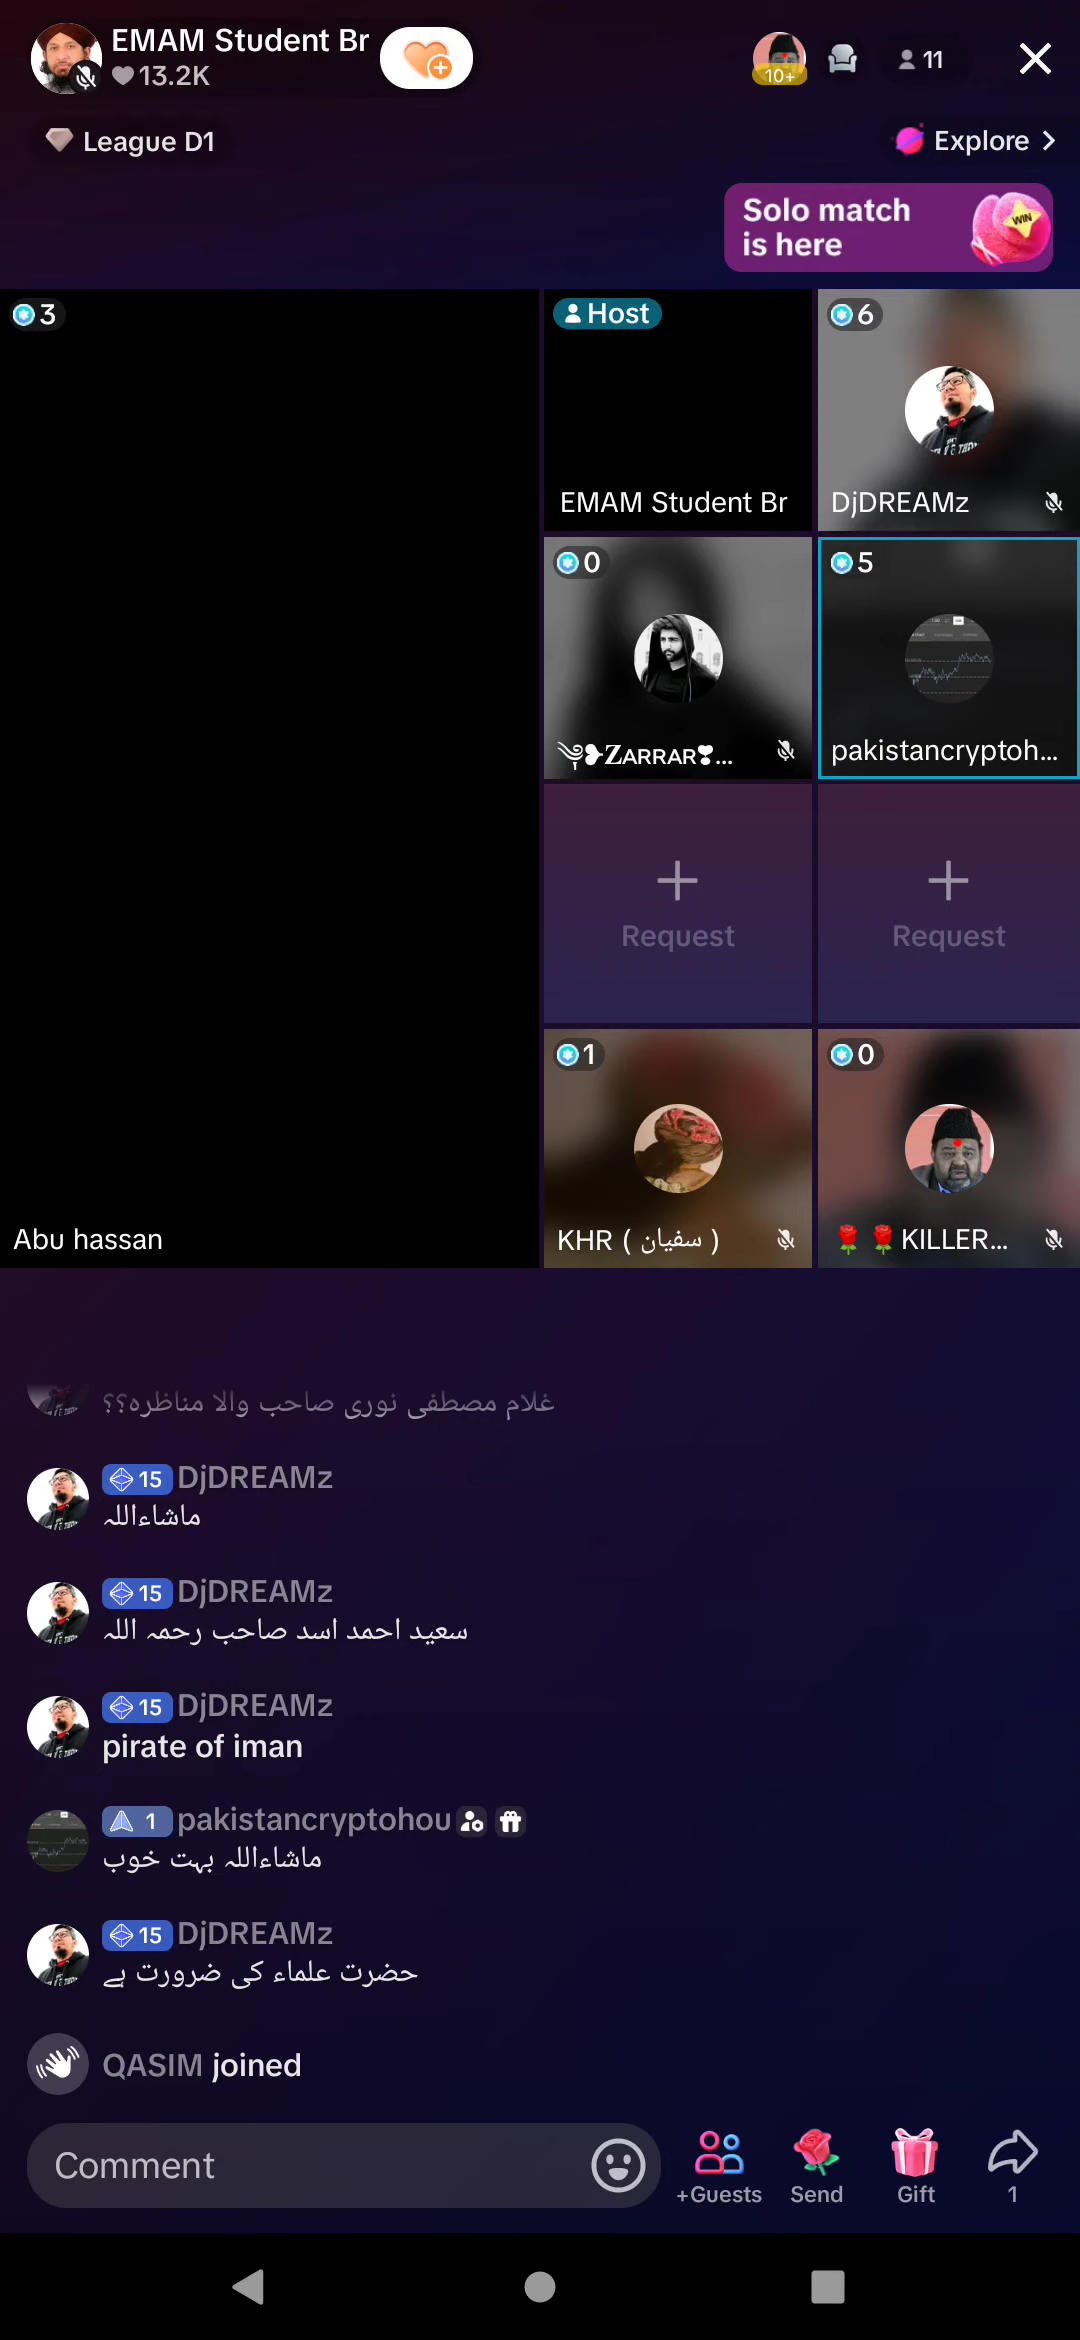 EMAM Student Br
13.2K
10+
11
League D1
Explore
Solo match
is here
WIN
3
Host
6
EMAM Student Br
DjDREAMz
0
5
ZARRAR❣...
pakistancryptoh...
Request
Request
1
0
Abu hassan
KHR ( سفیان )
🌹🌹KILLER...
غلام مصطفی نوری صاحب والا مناظرہ؟؟
15 DjDREAMz
ماشاءاللہ
15 DjDREAMz
سعید احمد اسد صاحب رحمہ اللہ
15 DjDREAMz
pirate of iman
1 pakistancryptohou
ماشاءاللہ بہت خوب
15 DjDREAMz
حضرت علماء کی ضرورت ہے
QASIM joined
Comment
+Guests
Send
Gift
1